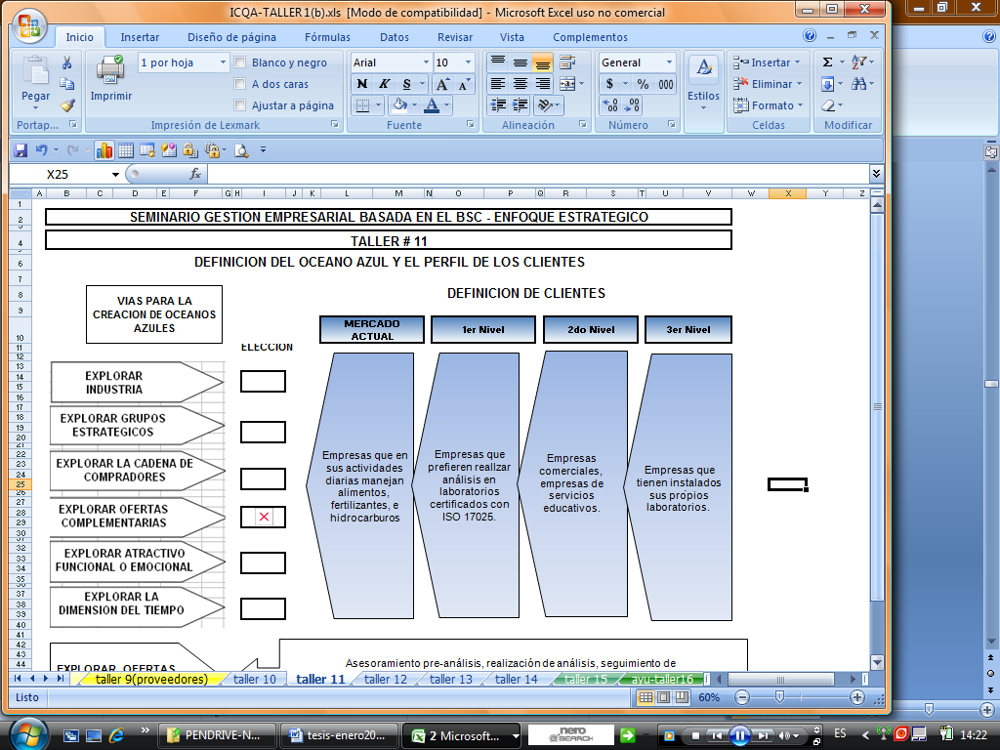 ICQA-TALLER 1(b).xls [Modo de compatibilidad] - Microsoft Excel uso no comercial
Inicio Insertar Diseño de página Fórmulas Datos Revisar Vista Complementos
Pegar
Portap...
Imprimir
1 por hoja
Blanco y negro
A dos caras
Ajustar a página
Impresión de Lexmark
Arial 10
N K S A A
Fuente
Alineación
General
$ % 000
Número
Estilos
Insertar
Eliminar
Formato
Celdas
Σ
Modificar
X25 fx
A B C D E F G H I J K L M N O P Q R S T U V W X Y Z
SEMINARIO GESTION EMPRESARIAL BASADA EN EL BSC - ENFOQUE ESTRATEGICO
TALLER # 11
DEFINICION DEL OCEANO AZUL Y EL PERFIL DE LOS CLIENTES
VIAS PARA LA
CREACION DE OCEANOS
AZULES
DEFINICION DE CLIENTES
ELECCION
MERCADO
ACTUAL
1er Nivel
2do Nivel
3er Nivel
EXPLORAR
INDUSTRIA
EXPLORAR GRUPOS
ESTRATEGICOS
EXPLORAR LA CADENA DE
COMPRADORES
EXPLORAR OFERTAS
COMPLEMENTARIAS
EXPLORAR ATRACTIVO
FUNCIONAL O EMOCIONAL
EXPLORAR LA
DIMENSION DEL TIEMPO
Empresas que en
sus actividades
diarias manejan
alimentos,
fertilizantes, e
hidrocarburos
Empresas que
prefieren realizar
análisis en
laboratorios
certificados con
ISO 17025.
Empresas
comerciales,
empresas de
servicios
educativos.
Empresas que
tienen instalados
sus propios
laboratorios.
EXPLORAR OFERTAS
Asesoramiento pre-análisis, realización de análisis, seguimiento de
taller 9(proveedores) taller 10 taller 11 taller 12 taller 13 taller 14 taller 15 ayu-taller16
Listo 60%
PENDRIVE-N... tesis-enero20... 2 Microsoft... nero SEARCH ES 14:22